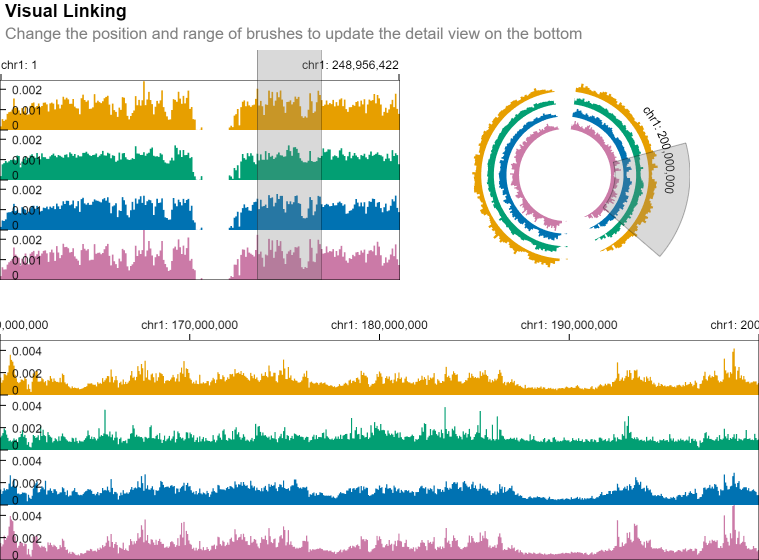 Visual Linking
Change the position and range of brushes to update the detail view on the bottom
chr1: 1
chr1: 248,956,422
0.002
0.001
0
0.002
0.001
0
0.002
0.001
0
0.002
0.001
0
chr1: 200,000,000
0,000,000
chr1: 170,000,000
chr1: 180,000,000
chr1: 190,000,000
chr1: 200
0.004
0.002
0
0.004
0.002
0
0.004
0.002
0
0.004
0.002
0